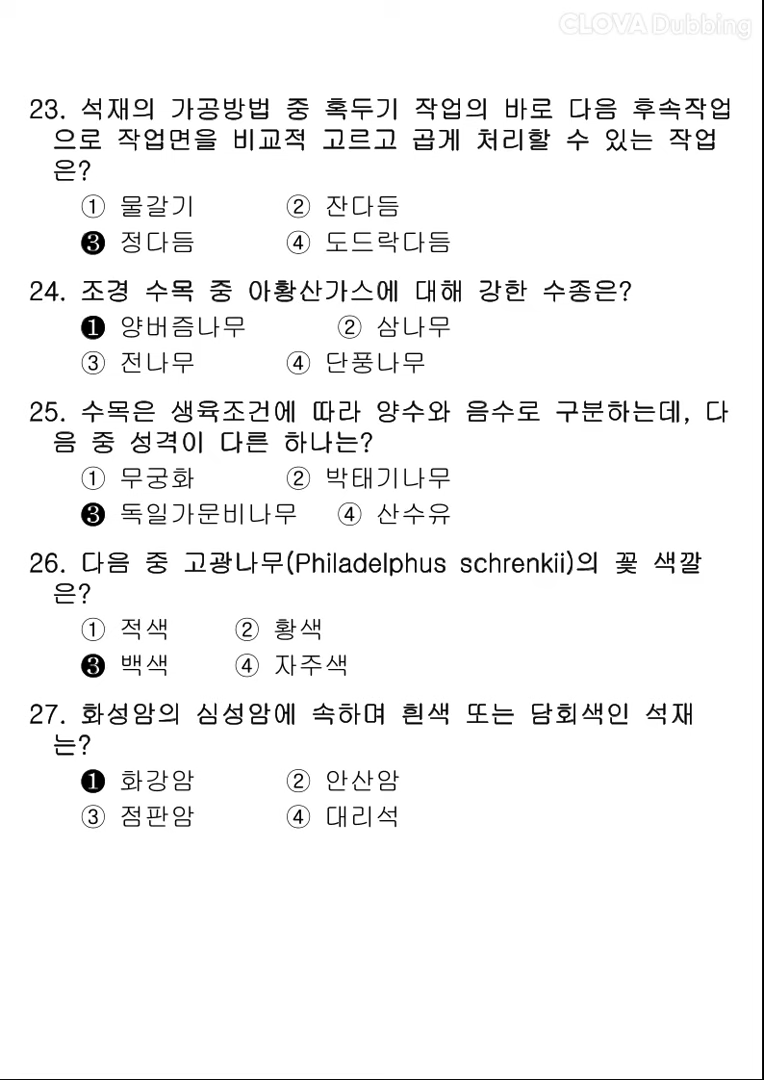 CLOVA Dubbing
23. 석재의 가공방법 중 혹두기 작업의 바로 다음 후속작업
으로 작업면을 비교적 고르고 곱게 처리할 수 있는 작업
은?
① 물갈기 ② 잔다듬
❸ 정다듬 ④ 도드락다듬
24. 조경 수목 중 아황산가스에 대해 강한 수종은?
❶ 양버즘나무 ② 삼나무
③ 전나무 ④ 단풍나무
25. 수목은 생육조건에 따라 양수와 음수로 구분하는데, 다
음 중 성격이 다른 하나는?
① 무궁화 ② 박태기나무
❸ 독일가문비나무 ④ 산수유
26. 다음 중 고광나무(Philadelphus schrenkii)의 꽃 색깔
은?
① 적색 ② 황색
❸ 백색 ④ 자주색
27. 화성암의 심성암에 속하며 흰색 또는 담회색인 석재
는?
❶ 화강암 ② 안산암
③ 점판암 ④ 대리석